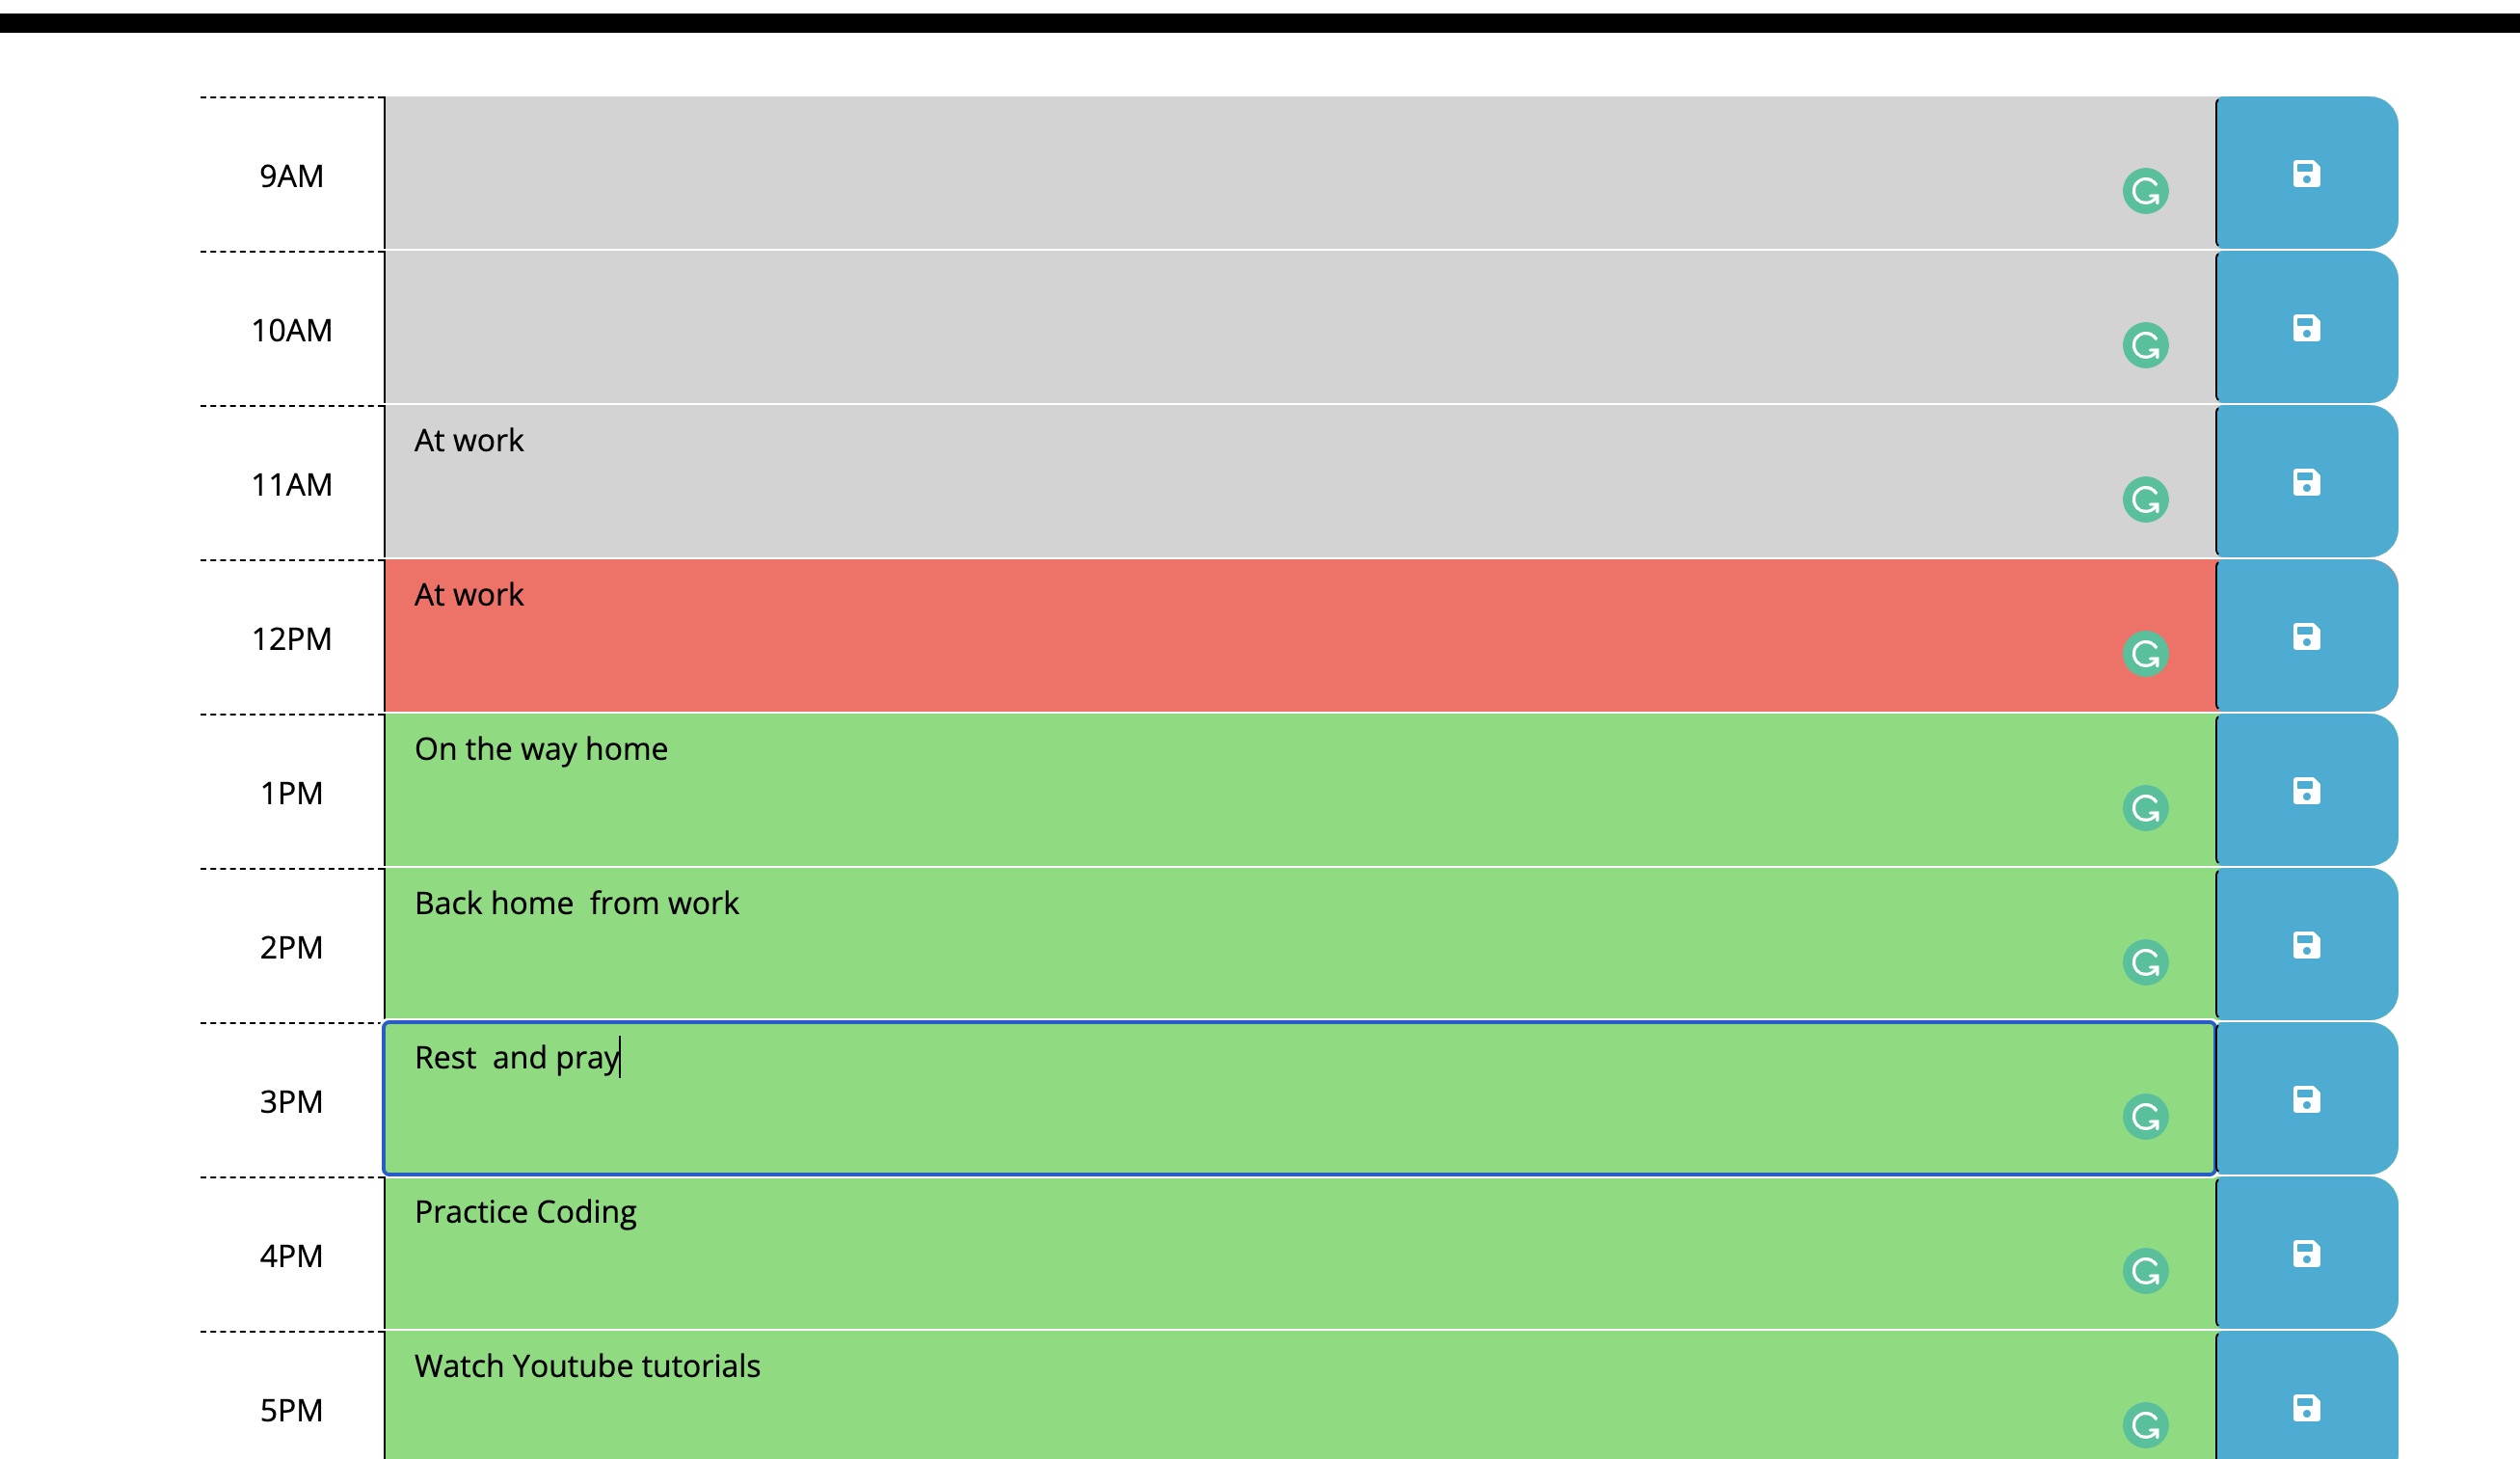 9AM
10AM
At work
11AM
At work
12PM
On the way home
1PM
Back home  from work
2PM
Rest  and pray
3PM
Practice Coding
4PM
Watch Youtube tutorials
5PM